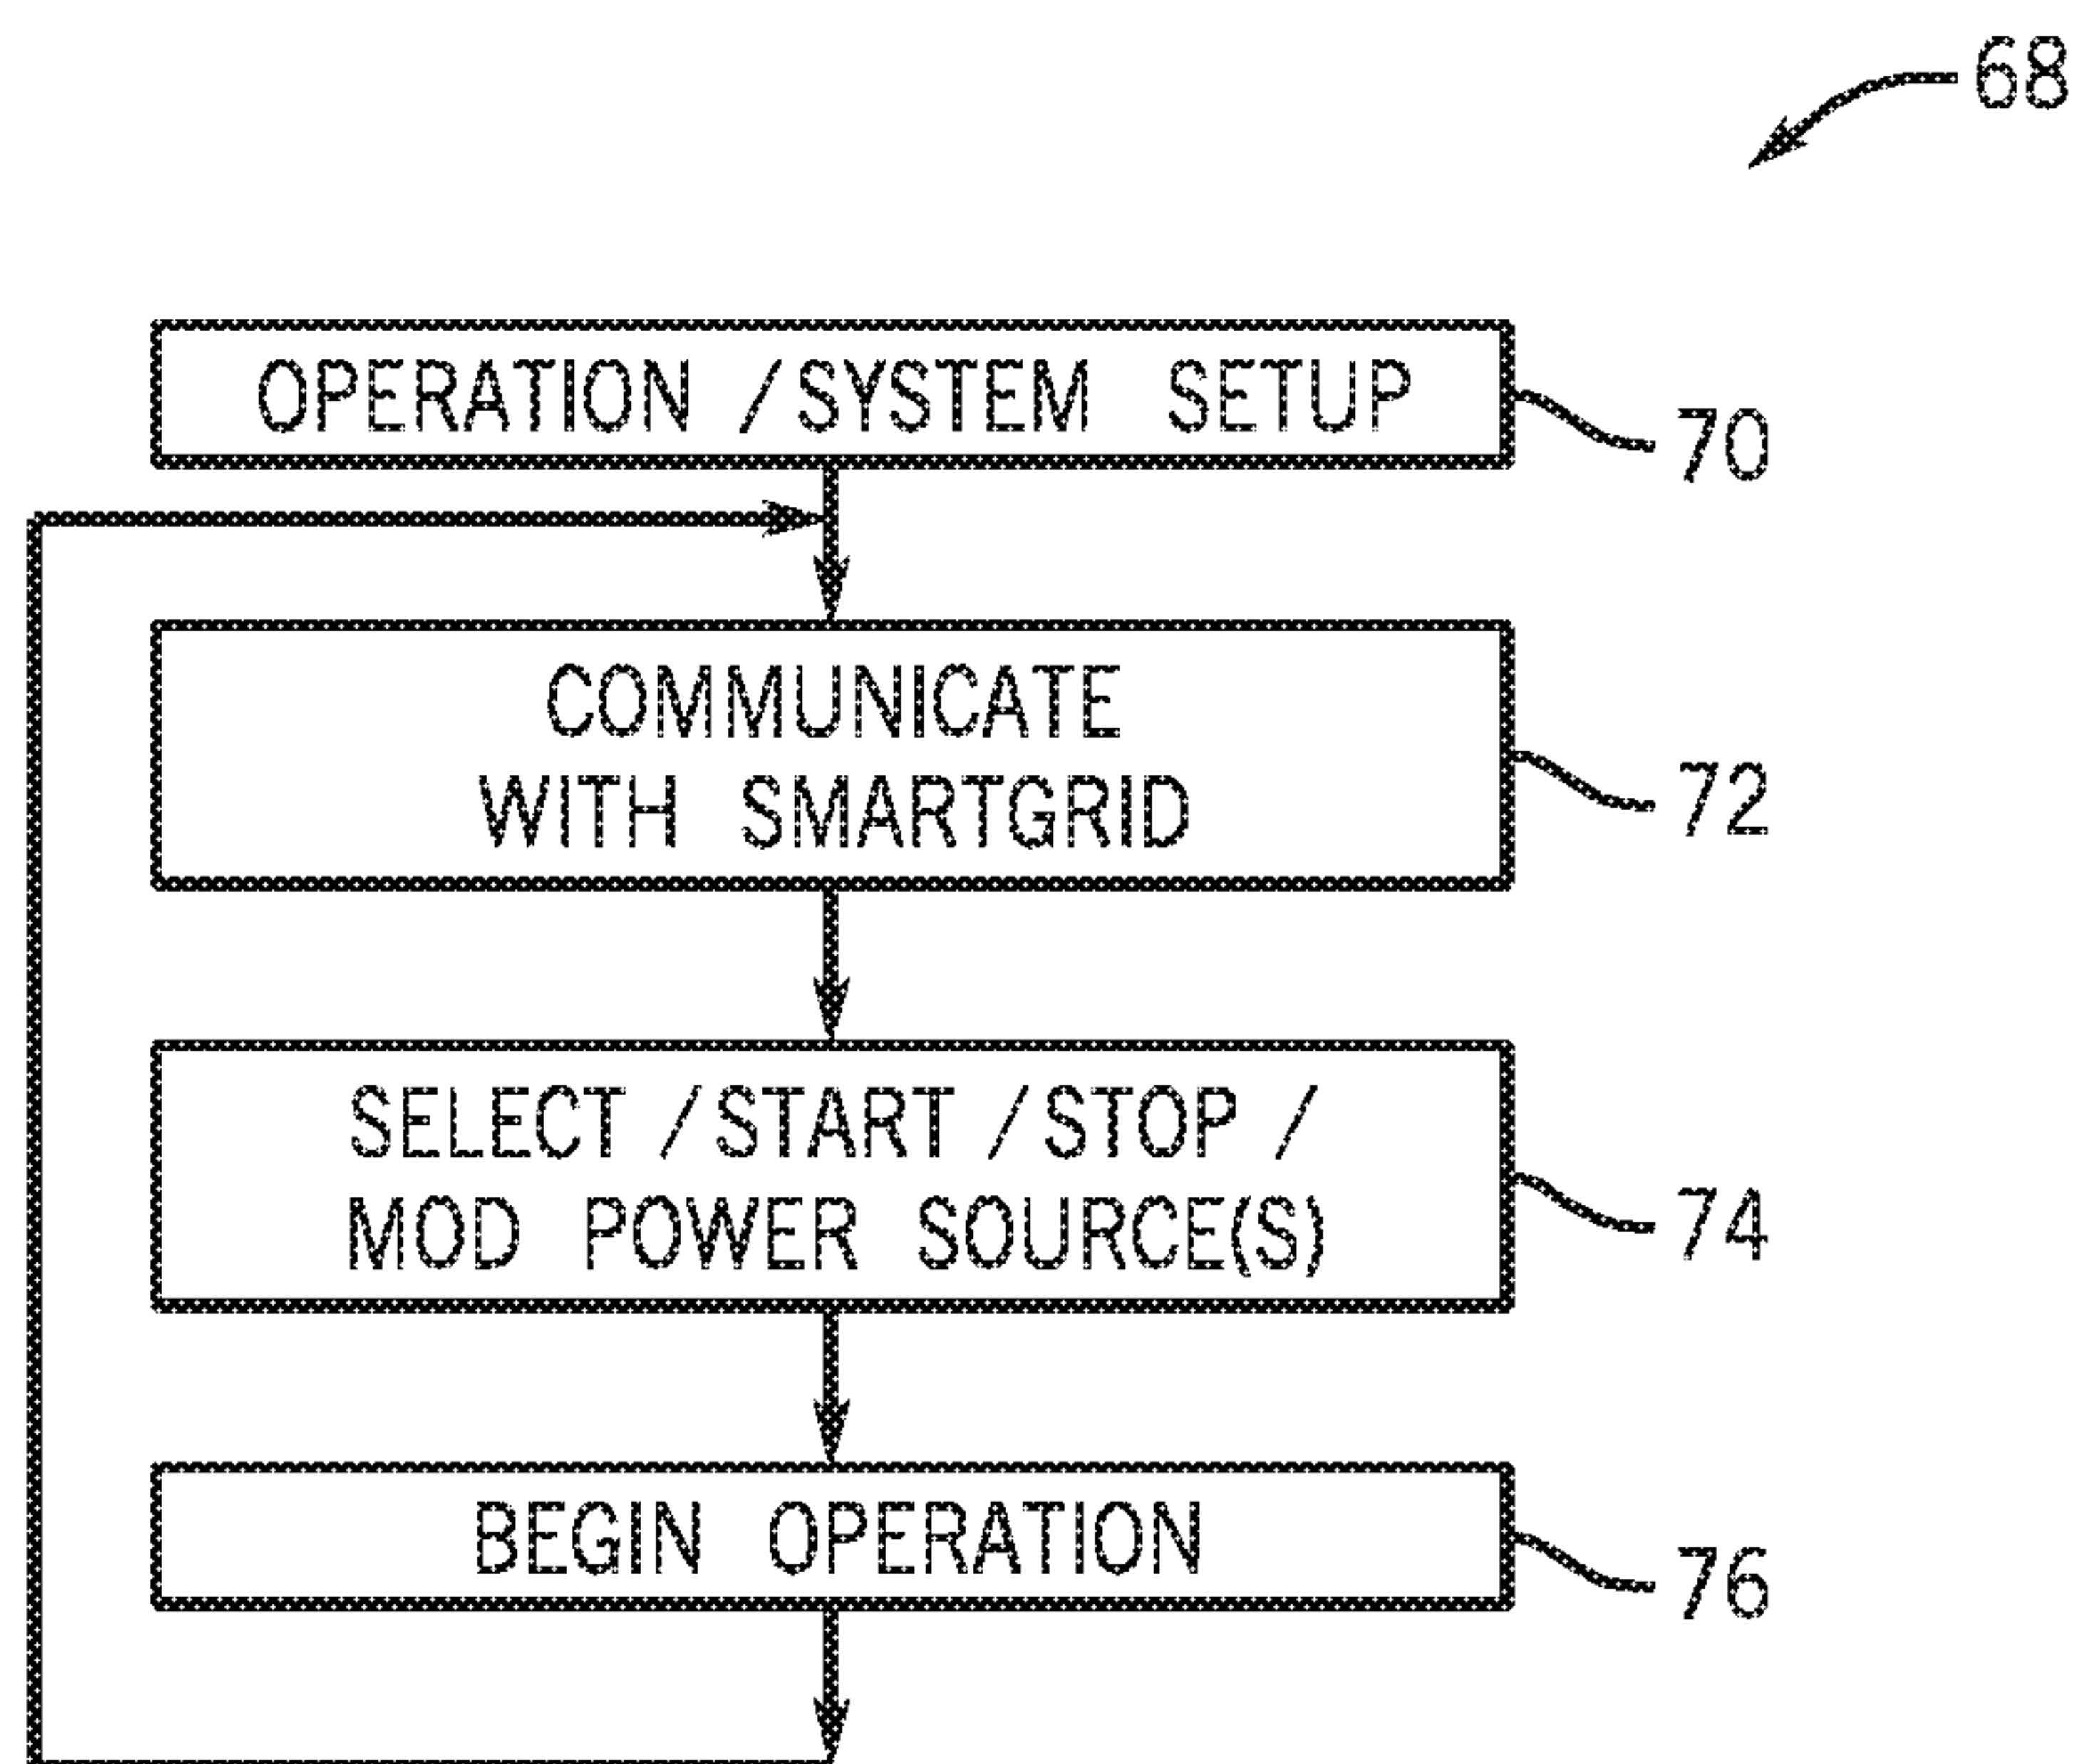 68
OPERATION /SYSTEM SETUP
70
COMMUNICATE
WITH SMARTGRID
72
SELECT /START /STOP /
MOD POWER SOURCE(S)
74
BEGIN OPERATION
76